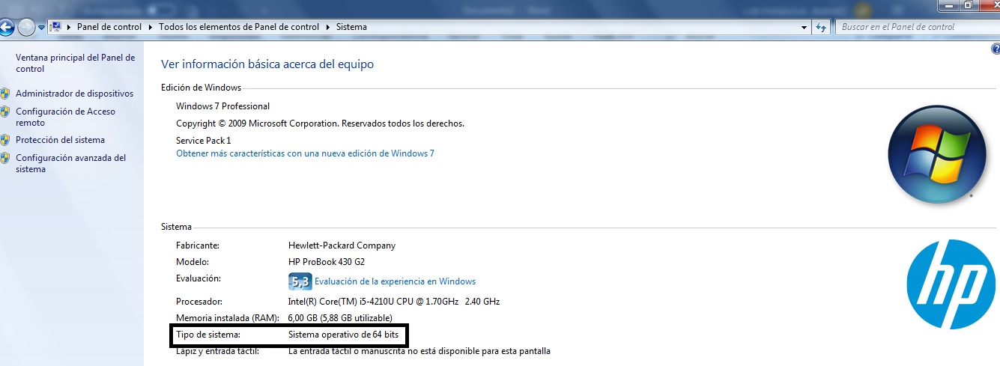 Panel de control
Todos los elementos de Panel de control
Sistema
Buscar en el Panel de control
Ventana principal del Panel de
control
Administrador de dispositivos
Configuración de Acceso
remoto
Protección del sistema
Configuración avanzada del
sistema
Ver información básica acerca del equipo
Edición de Windows
Windows 7 Professional
Copyright © 2009 Microsoft Corporation. Reservados todos los derechos.
Service Pack 1
Obtener más características con una nueva edición de Windows 7
Sistema
Fabricante: Hewlett-Packard Company
Modelo: HP ProBook 430 G2
Evaluación: 5,3 Evaluación de la experiencia en Windows
Procesador: Intel(R) Core(TM) i5-4210U CPU @ 1.70GHz 2.40 GHz
Memoria instalada (RAM): 6,00 GB (5,88 GB utilizable)
Tipo de sistema: Sistema operativo de 64 bits
Lápiz y entrada táctil: La entrada táctil o manuscrita no está disponible para esta pantalla
hp